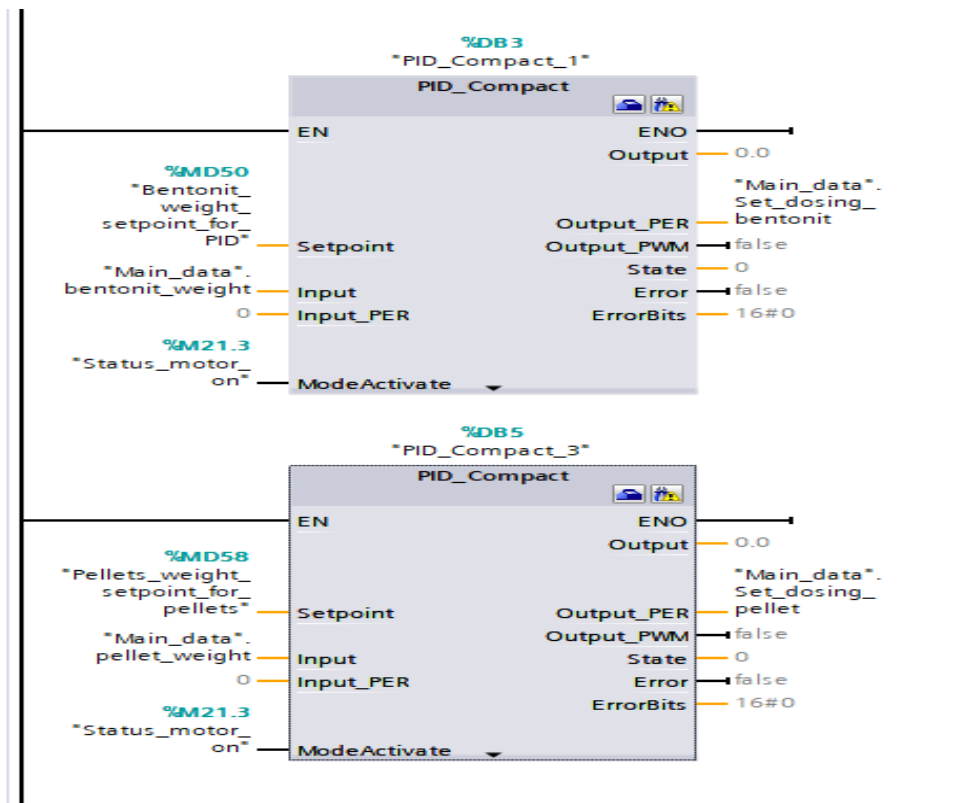 %DB3
"PID_Compact_1"
PID_Compact
EN ENO
Output 0.0
%MD50
"Bentonit_
weight_
setpoint_for_
PID" Setpoint
"Main_data".
bentonit_weight Input
0 Input_PER
%M21.3
"Status_motor_
on" ModeActivate
"Main_data".
Set_dosing_
Output_PER bentonit
Output_PWM false
State 0
Error false
ErrorBits 16#0
%DB5
"PID_Compact_3"
PID_Compact
EN ENO
Output 0.0
%MD58
"Pellets_weight_
setpoint_for_
pellets" Setpoint
"Main_data".
pellet_weight Input
0 Input_PER
%M21.3
"Status_motor_
on" ModeActivate
"Main_data".
Set_dosing_
Output_PER pellet
Output_PWM false
State 0
Error false
ErrorBits 16#0